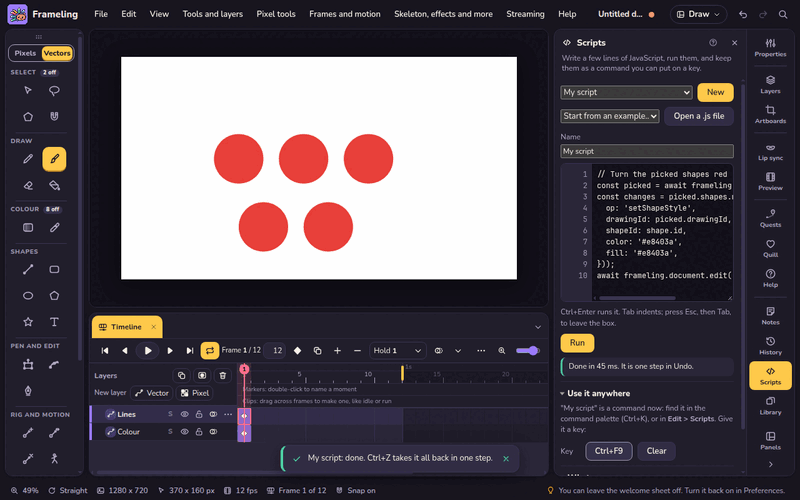 Frameling File Edit View Tools and layers Pixel tools Frames and motion Skeleton, effects and more Streaming Help Untitled d... Draw
Pixels Vectors
SELECT 2 off
DRAW
COLOUR 8 off
SHAPES
T
PEN AND EDIT
RIG AND MOTION
Timeline
Frame 1 / 12 12 Hold 1
Layers
1 5 10 1s 15 20
New layer Vector Pixel
Markers: double-click to name a moment
Clips: drag across frames to make one, like idle or run
Lines S
Colour S
My script: done. Ctrl+Z takes it all back in one step.
Scripts
Write a few lines of JavaScript, run them, and keep
them as a command you can put on a key.
My script New
Start from an example.. Open a .js file
Name
My script
1 // Turn the picked shapes red
2 const picked = await frameling
3 const changes = picked.shapes.
4 op: 'setShapeStyle',
5 drawingId: picked.drawingId,
6 shapeId: shape.id,
7 color: '#e8403a',
8 fill: '#e8403a',
9 }));
10 await frameling.document.edit(
Ctrl+Enter runs it. Tab indents; press Esc, then Tab,
to leave the box.
Run
Done in 45 ms. It is one step in Undo.
Use it anywhere
"My script" is a command now: find it in the
command palette (Ctrl+K), or in Edit > Scripts. Give
it a key:
Key Ctrl+F9 Clear
Properties
Layers
Artboards
Lip sync
Preview
Quests
Quill
Help
Notes
History
Scripts
Library
Panels
49% Straight 1280 x 720 370 x 160 px 12 fps Frame 1 of 12 Snap on
You can leave the welcome sheet off. Turn it back on in Preferences.